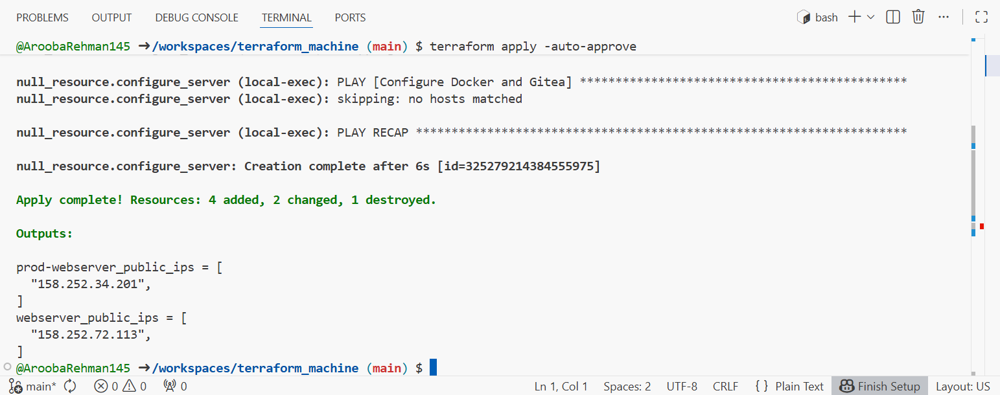 PROBLEMS OUTPUT DEBUG CONSOLE TERMINAL PORTS bash
@AroobaRehman145 ➜/workspaces/terraform_machine (main) $ terraform apply -auto-approve
null_resource.configure_server (local-exec): PLAY [Configure Docker and Gitea] **********************************************
null_resource.configure_server (local-exec): skipping: no hosts matched
null_resource.configure_server (local-exec): PLAY RECAP *********************************************************************
null_resource.configure_server: Creation complete after 6s [id=325279214384555975]
Apply complete! Resources: 4 added, 2 changed, 1 destroyed.
Outputs:
prod-webserver_public_ips = [
"158.252.34.201",
]
webserver_public_ips = [
"158.252.72.113",
]
@AroobaRehman145 ➜/workspaces/terraform_machine (main) $
main* 0 0 0 Ln 1, Col 1 Spaces: 2 UTF-8 CRLF { } Plain Text Finish Setup Layout: US